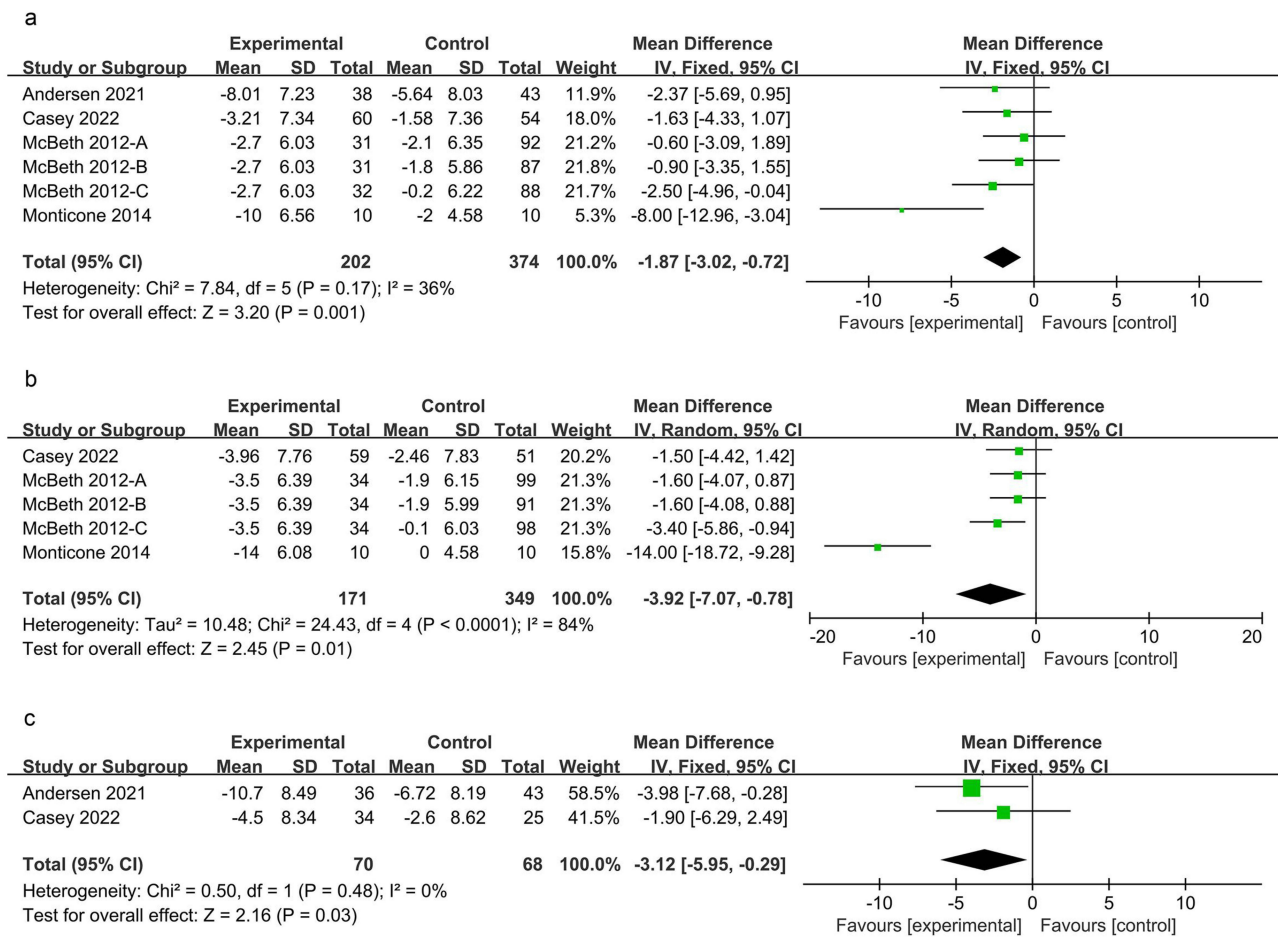 a
Experimental Control Mean Difference Mean Difference
Study or Subgroup Mean SD Total Mean SD Total Weight IV, Fixed, 95% CI IV, Fixed, 95% CI
Andersen 2021 -8.01 7.23 38 -5.64 8.03 43 11.9% -2.37 [-5.69, 0.95]
Casey 2022 -3.21 7.34 60 -1.58 7.36 54 18.0% -1.63 [-4.33, 1.07]
McBeth 2012-A -2.7 6.03 31 -2.1 6.35 92 21.2% -0.60 [-3.09, 1.89]
McBeth 2012-B -2.7 6.03 31 -1.8 5.86 87 21.8% -0.90 [-3.35, 1.55]
McBeth 2012-C -2.7 6.03 32 -0.2 6.22 88 21.7% -2.50 [-4.96, -0.04]
Monticone 2014 -10 6.56 10 -2 4.58 10 5.3% -8.00 [-12.96, -3.04]
Total (95% CI) 202 374 100.0% -1.87 [-3.02, -0.72]
Heterogeneity: Chi² = 7.84, df = 5 (P = 0.17); I² = 36%
Test for overall effect: Z = 3.20 (P = 0.001)
-10 -5 0 5 10
Favours [experimental] Favours [control]
b
Experimental Control Mean Difference Mean Difference
Study or Subgroup Mean SD Total Mean SD Total Weight IV, Random, 95% CI IV, Random, 95% CI
Casey 2022 -3.96 7.76 59 -2.46 7.83 51 20.2% -1.50 [-4.42, 1.42]
McBeth 2012-A -3.5 6.39 34 -1.9 6.15 99 21.3% -1.60 [-4.07, 0.87]
McBeth 2012-B -3.5 6.39 34 -1.9 5.99 91 21.3% -1.60 [-4.08, 0.88]
McBeth 2012-C -3.5 6.39 34 -0.1 6.03 98 21.3% -3.40 [-5.86, -0.94]
Monticone 2014 -14 6.08 10 0 4.58 10 15.8% -14.00 [-18.72, -9.28]
Total (95% CI) 171 349 100.0% -3.92 [-7.07, -0.78]
Heterogeneity: Tau² = 10.48; Chi² = 24.43, df = 4 (P < 0.0001); I² = 84%
Test for overall effect: Z = 2.45 (P = 0.01)
-20 -10 0 10 20
Favours [experimental] Favours [control]
c
Experimental Control Mean Difference Mean Difference
Study or Subgroup Mean SD Total Mean SD Total Weight IV, Fixed, 95% CI IV, Fixed, 95% CI
Andersen 2021 -10.7 8.49 36 -6.72 8.19 43 58.5% -3.98 [-7.68, -0.28]
Casey 2022 -4.5 8.34 34 -2.6 8.62 25 41.5% -1.90 [-6.29, 2.49]
Total (95% CI) 70 68 100.0% -3.12 [-5.95, -0.29]
Heterogeneity: Chi² = 0.50, df = 1 (P = 0.48); I² = 0%
Test for overall effect: Z = 2.16 (P = 0.03)
-10 -5 0 5 10
Favours [experimental] Favours [control]